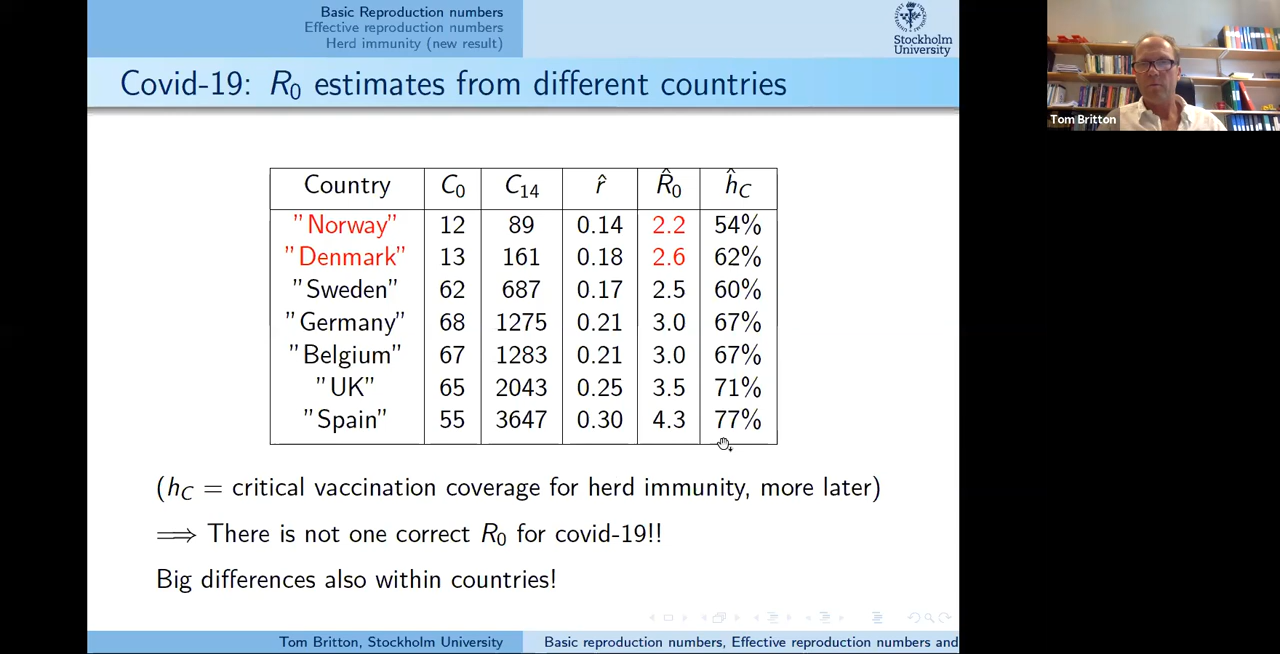 Basic Reproduction numbers
Effective reproduction numbers
Herd immunity (new result)
Stockholm
University
Tom Britton
Covid-19: R₀ estimates from different countries
Country C₀ C₁₄ r̂ R̂₀ ĥ_C
"Norway" 12 89 0.14 2.2 54%
"Denmark" 13 161 0.18 2.6 62%
"Sweden" 62 687 0.17 2.5 60%
"Germany" 68 1275 0.21 3.0 67%
"Belgium" 67 1283 0.21 3.0 67%
"UK" 65 2043 0.25 3.5 71%
"Spain" 55 3647 0.30 4.3 77%
(h_C = critical vaccination coverage for herd immunity, more later)
⟹ There is not one correct R₀ for covid-19!!
Big differences also within countries!
Tom Britton, Stockholm University Basic reproduction numbers, Effective reproduction numbers and